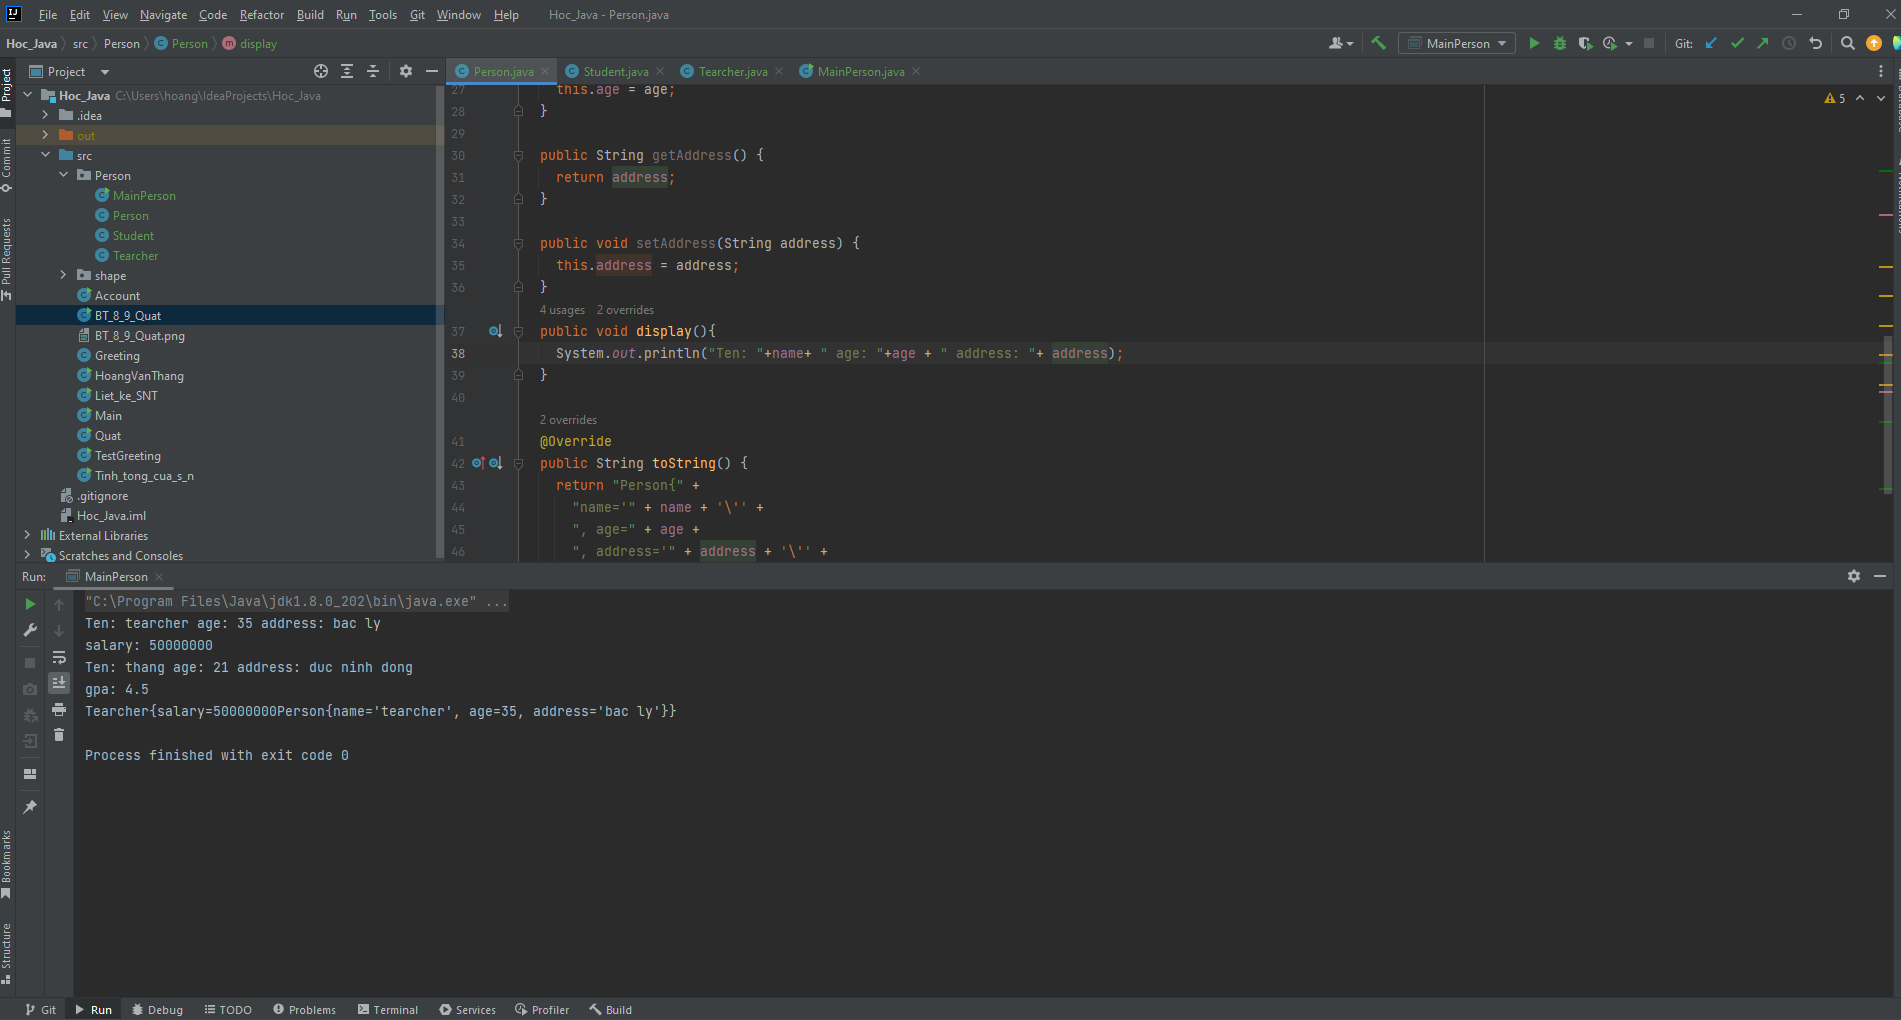 File Edit View Navigate Code Refactor Build Run Tools Git Window Help Hoc_Java - Person.java
Hoc_Java src Person Person display
MainPerson Git:
Project
Person.java Student.java Tearcher.java MainPerson.java
Project
Commit
Pull Requests
Hoc_Java C:\Users\hoang\IdeaProjects\Hoc_Java
.idea
out
src
Person
MainPerson
Person
Student
Tearcher
shape
Account
BT_8_9_Quat
BT_8_9_Quat.png
Greeting
HoangVanThang
Liet_ke_SNT
Main
Quat
TestGreeting
Tinh_tong_cua_s_n
.gitignore
Hoc_Java.iml
External Libraries
Scratches and Consoles
5
27 this.age = age;
28 }
29
30 public String getAddress() {
31 return address;
32 }
33
34 public void setAddress(String address) {
35 this.address = address;
36 }
4 usages 2 overrides
37 public void display(){
38 System.out.println("Ten: "+name+ " age: "+age + " address: "+ address);
39 }
40
2 overrides
41 @Override
42 public String toString() {
43 return "Person{" +
44 "name='" + name + '\'' +
45 ", age=" + age +
46 ", address='" + address + '\'' +
Run: MainPerson
"C:\Program Files\Java\jdk1.8.0_202\bin\java.exe" ...
Ten: tearcher age: 35 address: bac ly
salary: 50000000
Ten: thang age: 21 address: duc ninh dong
gpa: 4.5
Tearcher{salary=50000000Person{name='tearcher', age=35, address='bac ly'}}
Process finished with exit code 0
Bookmarks
Structure
Git Run Debug TODO Problems Terminal Services Profiler Build